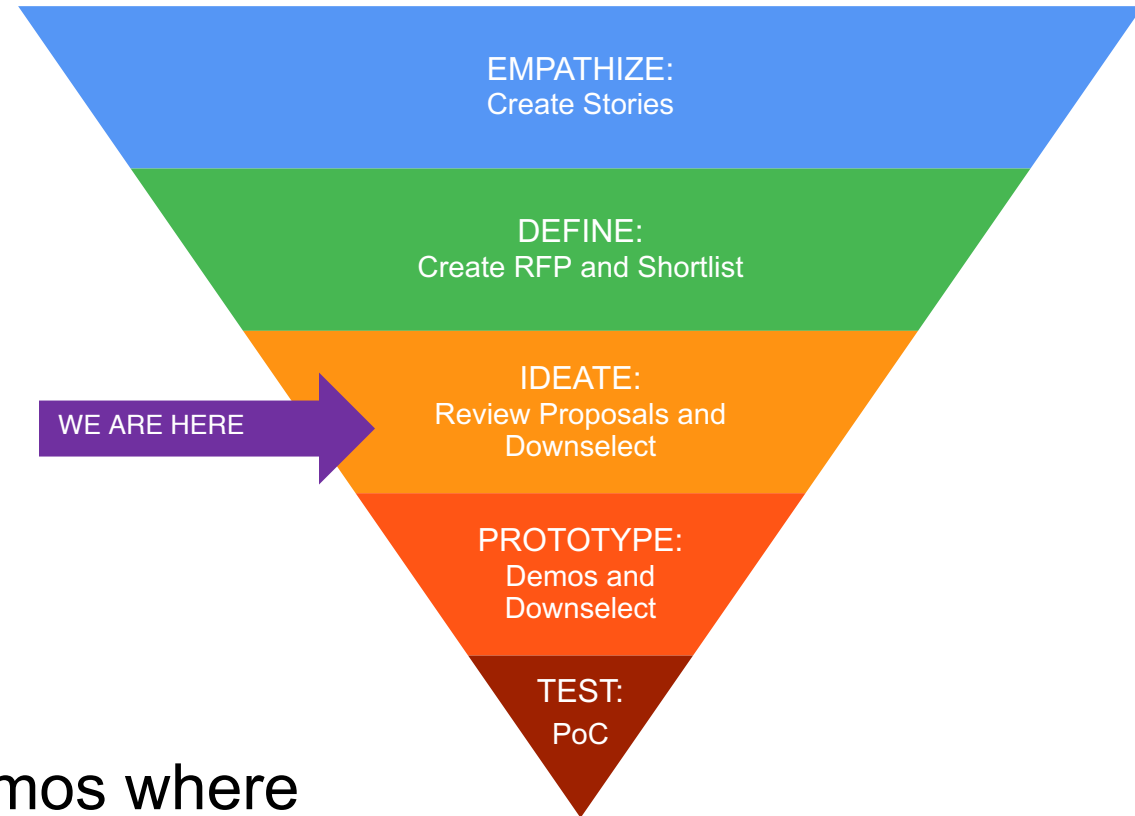 EMPATHIZE:
Create Stories
DEFINE:
Create RFP and Shortlist
IDEATE:
Review Proposals and
Downselect
WE ARE HERE
PROTOTYPE:
Demos and
Downselect
TEST:
PoC
mos where